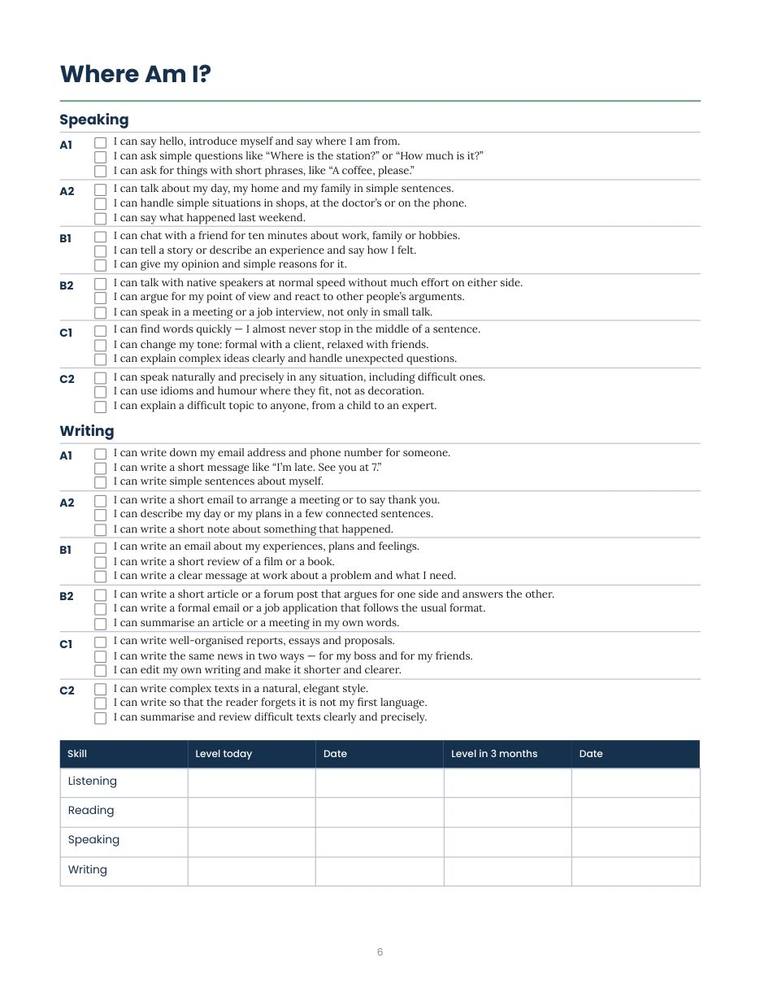 Where Am I?
Speaking
A1
I can say hello, introduce myself and say where I am from.
I can ask simple questions like “Where is the station?” or “How much is it?”
I can ask for things with short phrases, like “A coffee, please.”
A2
I can talk about my day, my home and my family in simple sentences.
I can handle simple situations in shops, at the doctor’s or on the phone.
I can say what happened last weekend.
B1
I can chat with a friend for ten minutes about work, family or hobbies.
I can tell a story or describe an experience and say how I felt.
I can give my opinion and simple reasons for it.
B2
I can talk with native speakers at normal speed without much effort on either side.
I can argue for my point of view and react to other people’s arguments.
I can speak in a meeting or a job interview, not only in small talk.
C1
I can find words quickly — I almost never stop in the middle of a sentence.
I can change my tone: formal with a client, relaxed with friends.
I can explain complex ideas clearly and handle unexpected questions.
C2
I can speak naturally and precisely in any situation, including difficult ones.
I can use idioms and humour where they fit, not as decoration.
I can explain a difficult topic to anyone, from a child to an expert.
Writing
A1
I can write down my email address and phone number for someone.
I can write a short message like “I’m late. See you at 7.”
I can write simple sentences about myself.
A2
I can write a short email to arrange a meeting or to say thank you.
I can describe my day or my plans in a few connected sentences.
I can write a short note about something that happened.
B1
I can write an email about my experiences, plans and feelings.
I can write a short review of a film or a book.
I can write a clear message at work about a problem and what I need.
B2
I can write a short article or a forum post that argues for one side and answers the other.
I can write a formal email or a job application that follows the usual format.
I can summarise an article or a meeting in my own words.
C1
I can write well-organised reports, essays and proposals.
I can write the same news in two ways — for my boss and for my friends.
I can edit my own writing and make it shorter and clearer.
C2
I can write complex texts in a natural, elegant style.
I can write so that the reader forgets it is not my first language.
I can summarise and review difficult texts clearly and precisely.
Skill Level today Date Level in 3 months Date
Listening
Reading
Speaking
Writing
6